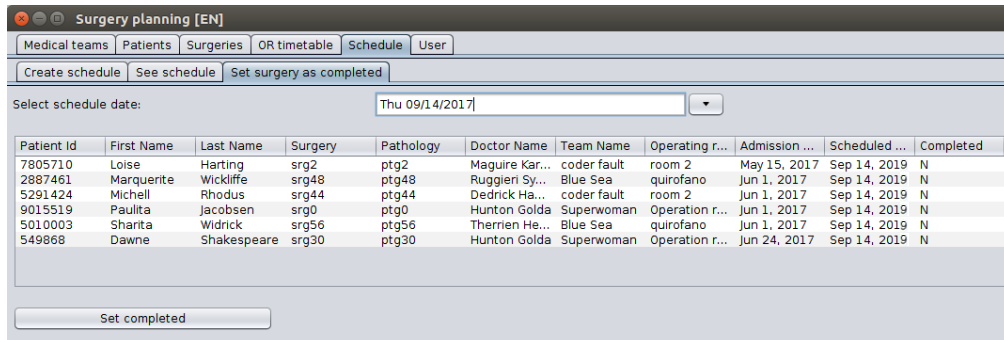 Surgery planning [EN]
Medical teams Patients Surgeries OR timetable Schedule User
Create schedule See schedule Set surgery as completed
Select schedule date: Thu 09/14/2017
Patient Id First Name Last Name Surgery Pathology Doctor Name Team Name Operating r... Admission ... Scheduled ... Completed
7805710 Loise Harting srg2 ptg2 Maguire Kar... coder fault room 2 May 15, 2017 Sep 14, 2019 N
2887461 Marquerite Wickliffe srg48 ptg48 Ruggieri Sy... Blue Sea quirofano Jun 1, 2017 Sep 14, 2019 N
5291424 Michell Rhodus srg44 ptg44 Dedrick Ha... coder fault room 2 Jun 1, 2017 Sep 14, 2019 N
9015519 Paulita Jacobsen srg0 ptg0 Hunton Golda Superwoman Operation r... Jun 1, 2017 Sep 14, 2019 N
5010003 Sharita Widrick srg56 ptg56 Therrien He... Blue Sea quirofano Jun 1, 2017 Sep 14, 2019 N
549868 Dawne Shakespeare srg30 ptg30 Hunton Golda Superwoman Operation r... Jun 24, 2017 Sep 14, 2019 N
Set completed